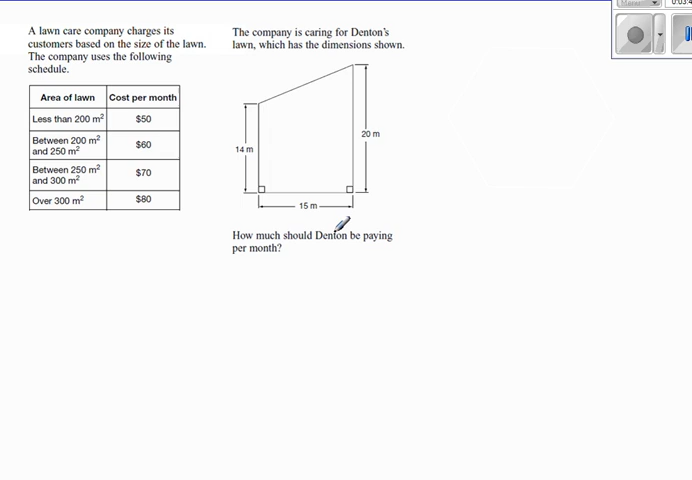 A lawn care company charges its
customers based on the size of the lawn.
The company uses the following
schedule.
Area of lawn Cost per month
Less than 200 m² $50
Between 200 m²
and 250 m² $60
Between 250 m²
and 300 m² $70
Over 300 m² $80
The company is caring for Denton's
lawn, which has the dimensions shown.
14 m
20 m
15 m
How much should Denton be paying
per month?